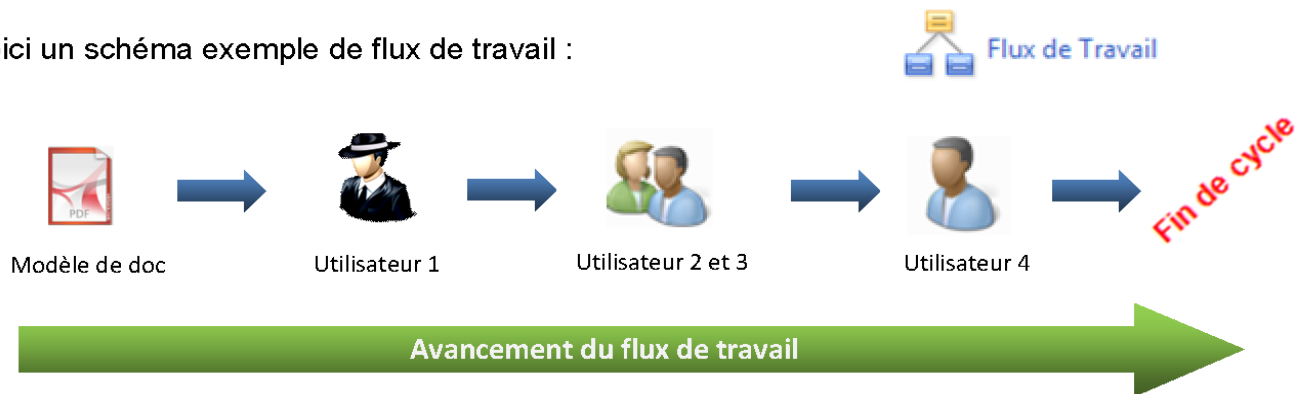 ici un schéma exemple de flux de travail :
Flux de Travail
PDF
Modèle de doc
Utilisateur 1
Utilisateur 2 et 3
Utilisateur 4
Fin de cycle
Avancement du flux de travail